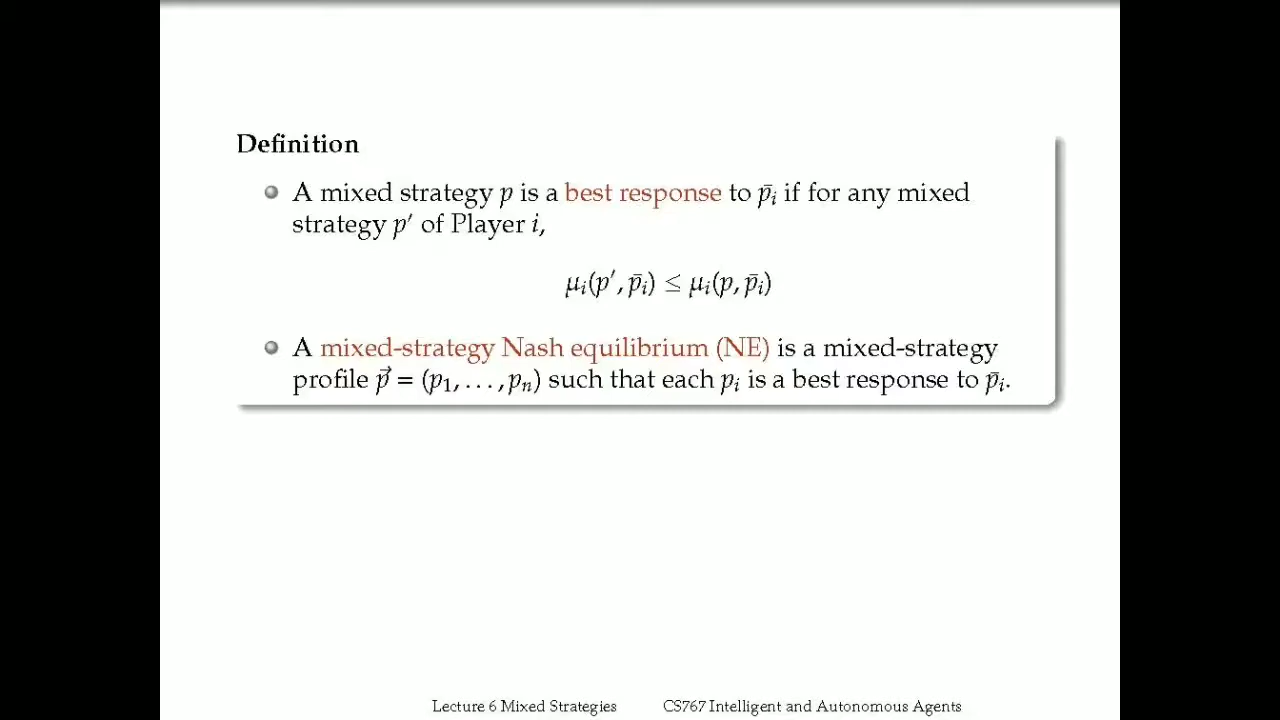 Definition
A mixed strategy p is a best response to p̄ᵢ if for any mixed
strategy p′ of Player i,
μᵢ(p′, p̄ᵢ) ≤ μᵢ(p, p̄ᵢ)
A mixed-strategy Nash equilibrium (NE) is a mixed-strategy
profile p⃗ = (p₁, . . . , pₙ) such that each pᵢ is a best response to p̄ᵢ.
Lecture 6 Mixed Strategies CS767 Intelligent and Autonomous Agents